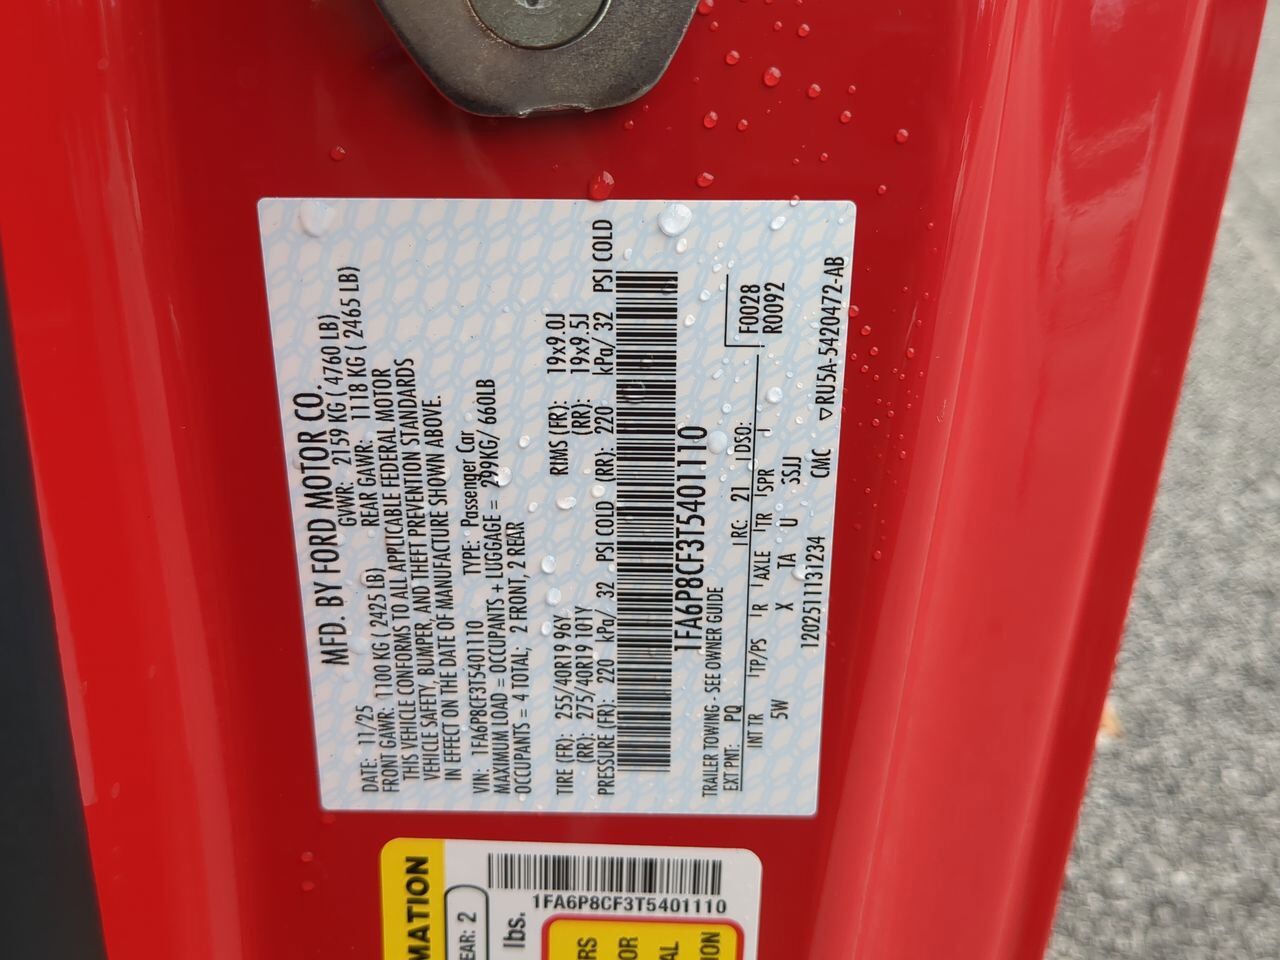 MFD. BY FORD MOTOR CO.
DATE: 11/25 GVWR: 2159 KG ( 4760 LB)
FRONT GAWR: 1100 KG ( 2425 LB) REAR GAWR: 1118 KG ( 2465 LB)
THIS VEHICLE CONFORMS TO ALL APPLICABLE FEDERAL MOTOR
VEHICLE SAFETY, BUMPER, AND THEFT PREVENTION STANDARDS
IN EFFECT ON THE DATE OF MANUFACTURE SHOWN ABOVE.
VIN: 1FA6P8CF3T5401110 TYPE: Passenger Car
MAXIMUM LOAD = OCCUPANTS + LUGGAGE = 299KG/ 660LB
OCCUPANTS = 4 TOTAL; 2 FRONT, 2 REAR
TIRE (FR): 255/40R19 96Y RIMS (FR): 19x9.0J
(RR): 275/40R19 101Y (RR): 19x9.5J
PRESSURE (FR): 220 kPa/ 32 PSI COLD (RR): 220 kPa/ 32 PSI COLD
1FA6P8CF3T5401110
TRAILER TOWING - SEE OWNER GUIDE F0028
EXT PNT: PQ RC: 21 DSO: R0092
INT TR TP/PS R AXLE TR SPR
5W X TA U 3SJJ
1202511131234 CMC ▽RU5A-5420472-AB
1FA6P8CF3T5401110
MATION
EAR: 2
lbs.
RS
OR
AL
ION